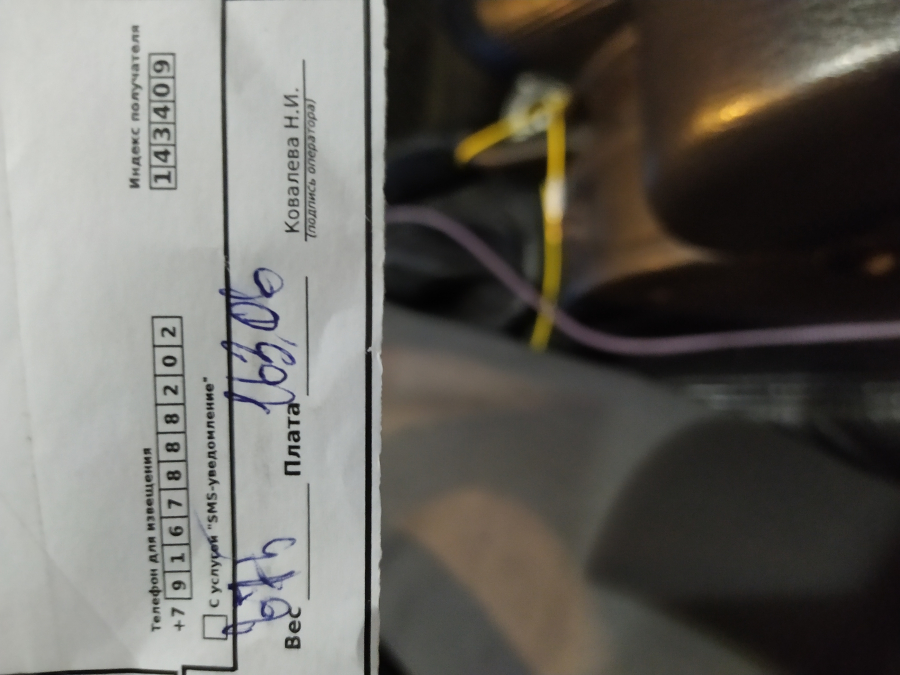 Индекс получателя
143409
Телефон для извещения
+7 9167888202
С услугой "SMS-уведомление"
Вес Плата 163,06 Ковалева Н.И.
(подпись оператора)